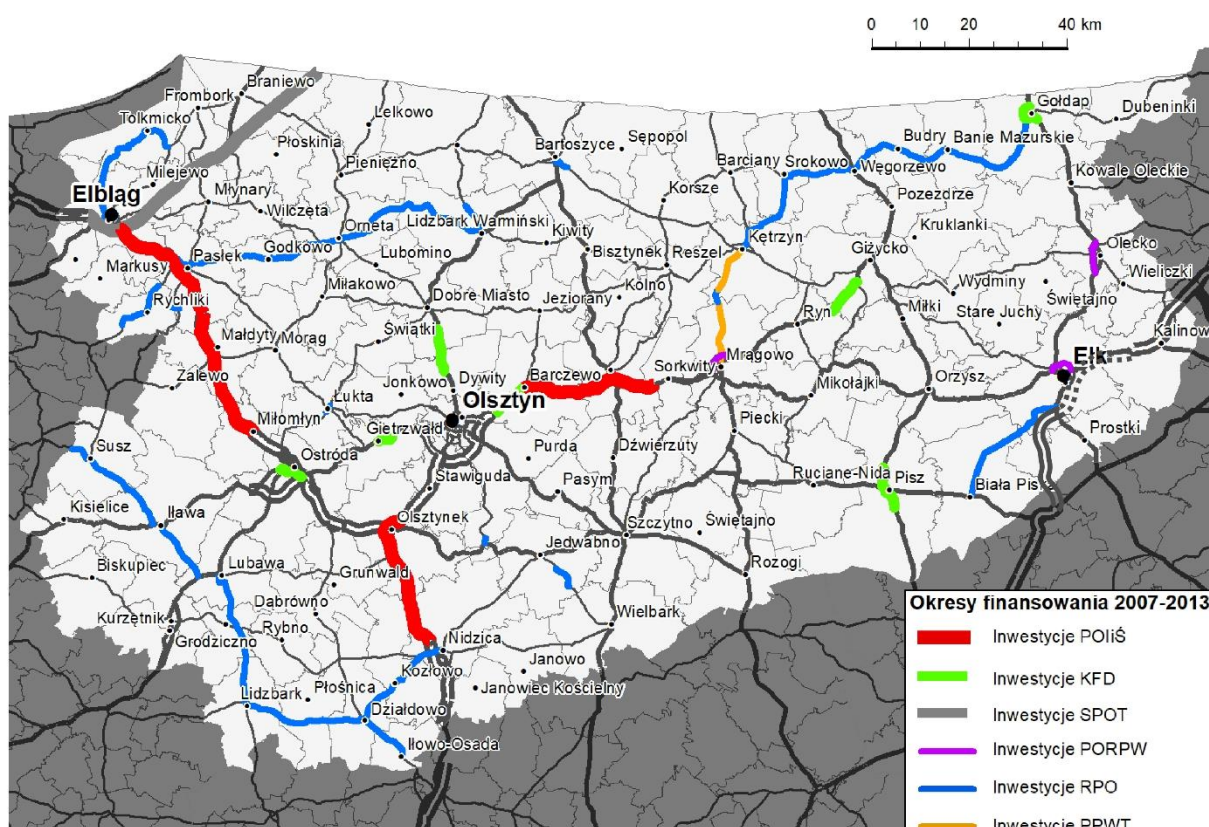 0 20 40 km
Braniewo
Frombork
Tolkmicko
Lelkowo
Gołdap
Dubeninki
Płoskinia
Sępopol
Budry
Banie Mazurskie
Bartoszyce
Pieniężno
Barciany
Srokowo
Węgorzewo
Milejewo
Kowale Oleckie
Elbląg
Młynary
Korsze
Pozezdrze
Wilczęta
Orneta
Lidzbark Warmiński
Kruklanki
Kiwity
Kętrzyn
Olecko
Pasłęk
Godkowo
Lubomino
Bisztynek
Reszel
Giżycko
Markusy
Wieliczki
Miłakowo
Kolno
Wydminy
Świętajno
Rychliki
Dobre Miasto
Jeziorany
Ryn
Miłki
Stare Juchy
Świątki
Kalinow
Małdyty
Morąg
Sorkwity
Mrągowo
Ełk
Zalewo
Jonkowo
Dywity
Barczewo
Mikołajki
Orzysz
Łukta
Olsztyn
Miłomłyn
Gietrzwałd
Piecki
Susz
Purda
Dźwierzuty
Prostki
Ostróda
Ruciane-Nida
Pisz
Stawiguda
Pasym
Biała Pis
Kisielice
Iława
Olsztynek
Szczytno
Świętajno
Jedwabno
Biskupiec
Lubawa
Grunwald
Rozogi
Dąbrówno
Kurzętnik
Rybno
Wielbark
Grodziczno
Nidzica
Janowo
Kozłowo
Lidzbark
Płośnica
Janowiec Kościelny
Działdowo
Iłowo-Osada
Okresy finansowania 2007-2013
Inwestycje POIiŚ
Inwestycje KFD
Inwestycje SPOT
Inwestycje PORPW
Inwestycje RPO
Inwestycje PPWT